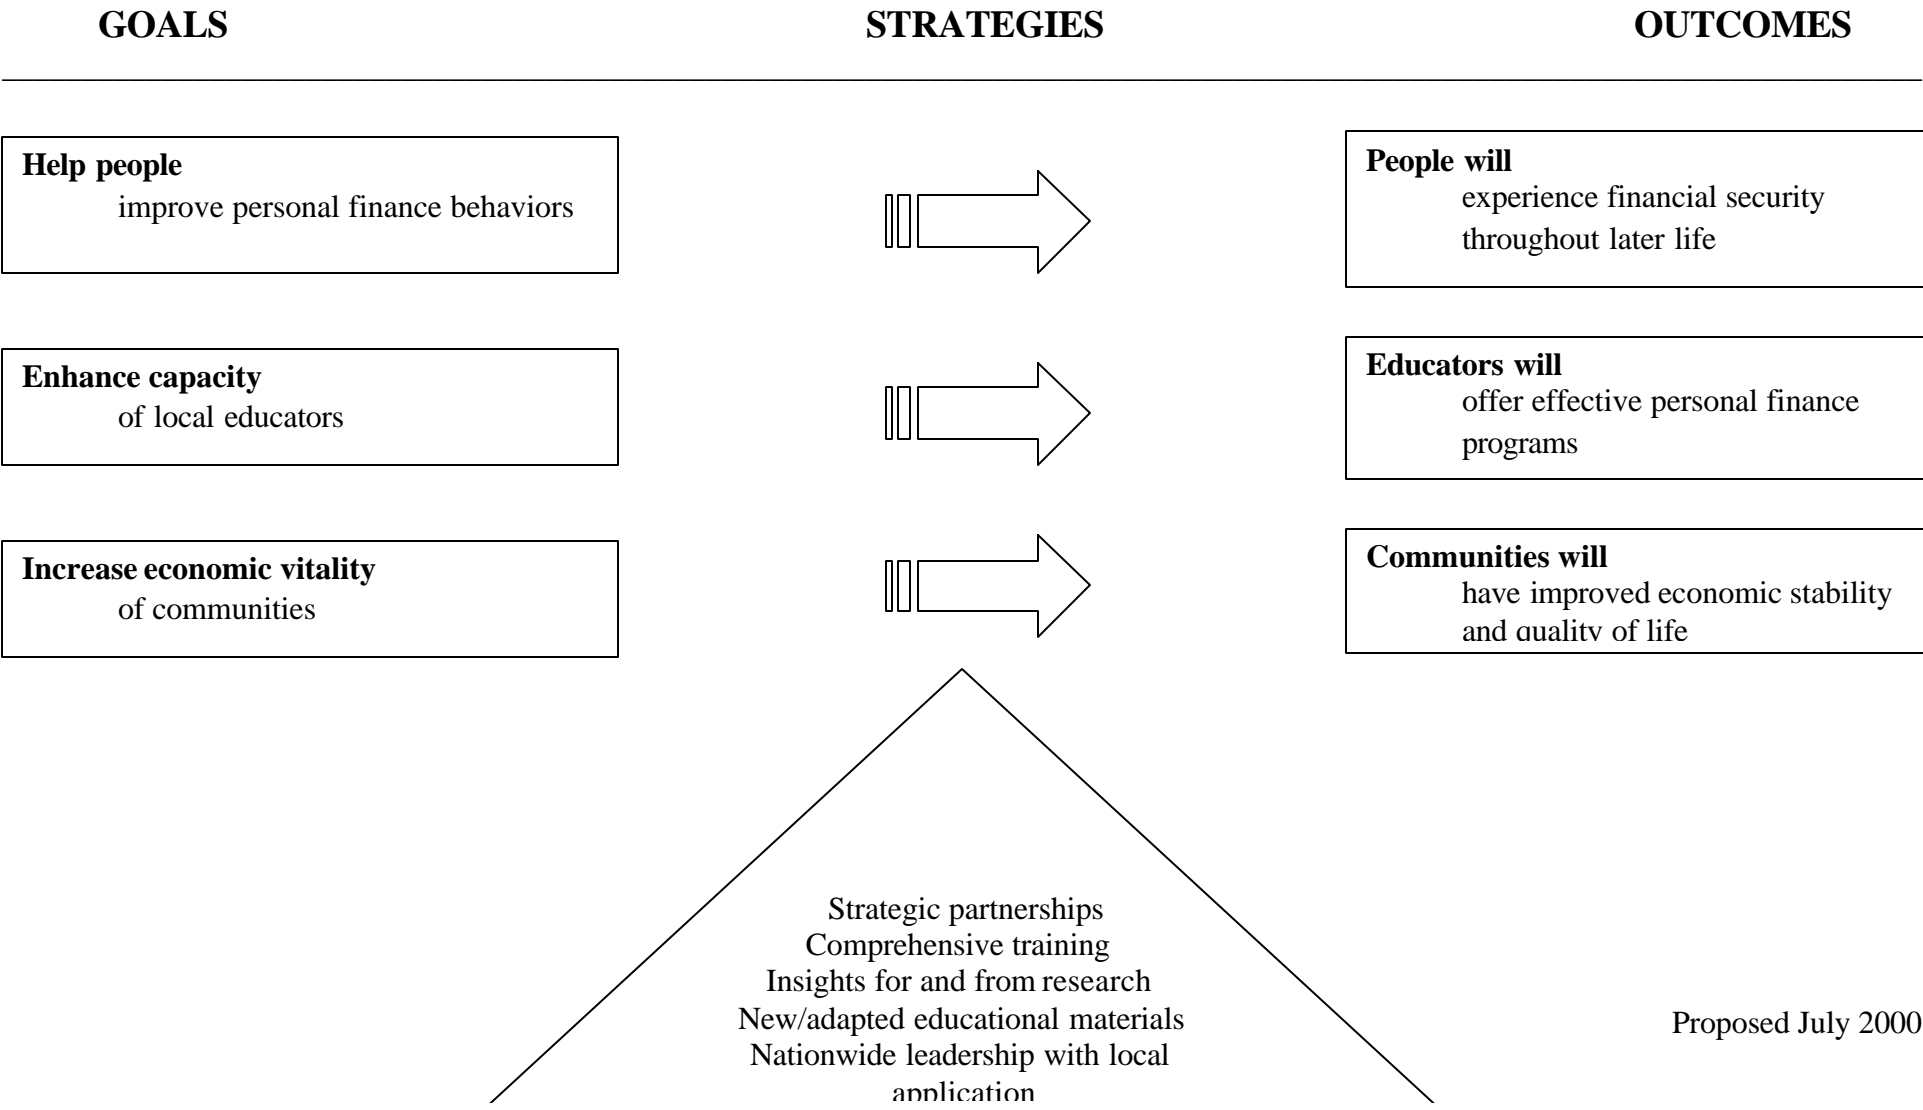 GOALS STRATEGIES OUTCOMES
Help people
improve personal finance behaviors
People will
experience financial security
throughout later life
Enhance capacity
of local educators
Educators will
offer effective personal finance
programs
Increase economic vitality
of communities
Communities will
have improved economic stability
and quality of life
Strategic partnerships
Comprehensive training
Insights for and from research
New/adapted educational materials
Nationwide leadership with local
application
Proposed July 2000